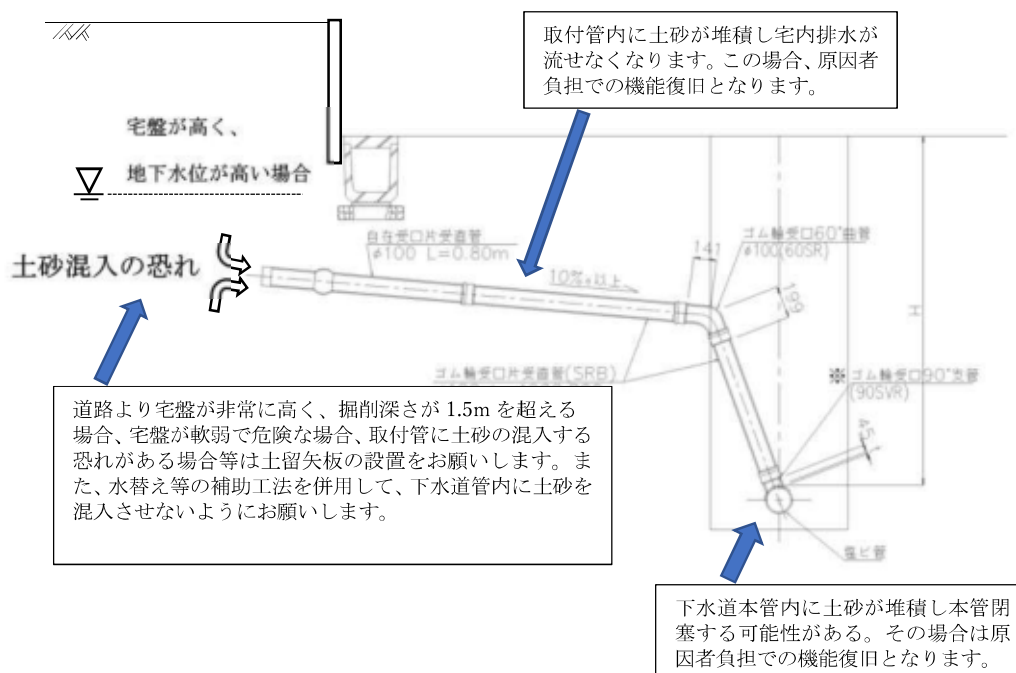 取付管内に土砂が堆積し宅内排水が
流せなくなります。この場合、原因者
負担での機能復旧となります。
宅盤が高く、
地下水位が高い場合
土砂混入の恐れ
自在受口片受直管
φ100 L=0.80m
10‰以上
141
ゴム輪受口60°曲管
φ100(60SR)
199
H
ゴム輪受口片受直管(SRB)
※ ゴム輪受口90°支管
(90SVR)
45
塩ビ管
道路より宅盤が非常に高く、掘削深さが 1.5m を超える
場合、宅盤が軟弱で危険な場合、取付管に土砂の混入する
恐れがある場合等は土留矢板の設置をお願いします。ま
た、水替え等の補助工法を併用して、下水道管内に土砂を
混入させないようにお願いします。
下水道本管内に土砂が堆積し本管閉
塞する可能性がある。その場合は原
因者負担での機能復旧となります。